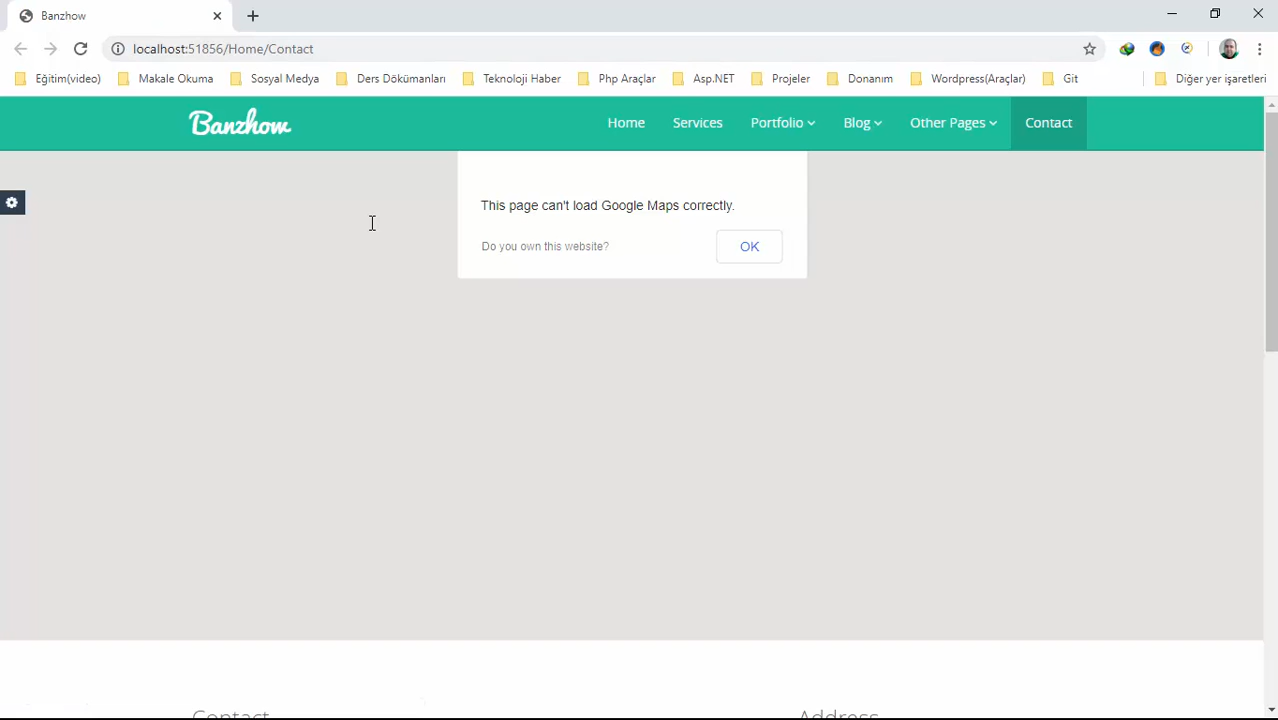 Banzhow
localhost:51856/Home/Contact
Eğitim(video) Makale Okuma Sosyal Medya Ders Dökümanları Teknoloji Haber Php Araçlar Asp.NET Projeler Donanım Wordpress(Araçlar) Git Diğer yer işaretleri
Banzhow Home Services Portfolio Blog Other Pages Contact
This page can't load Google Maps correctly.
Do you own this website? OK
Contact Address